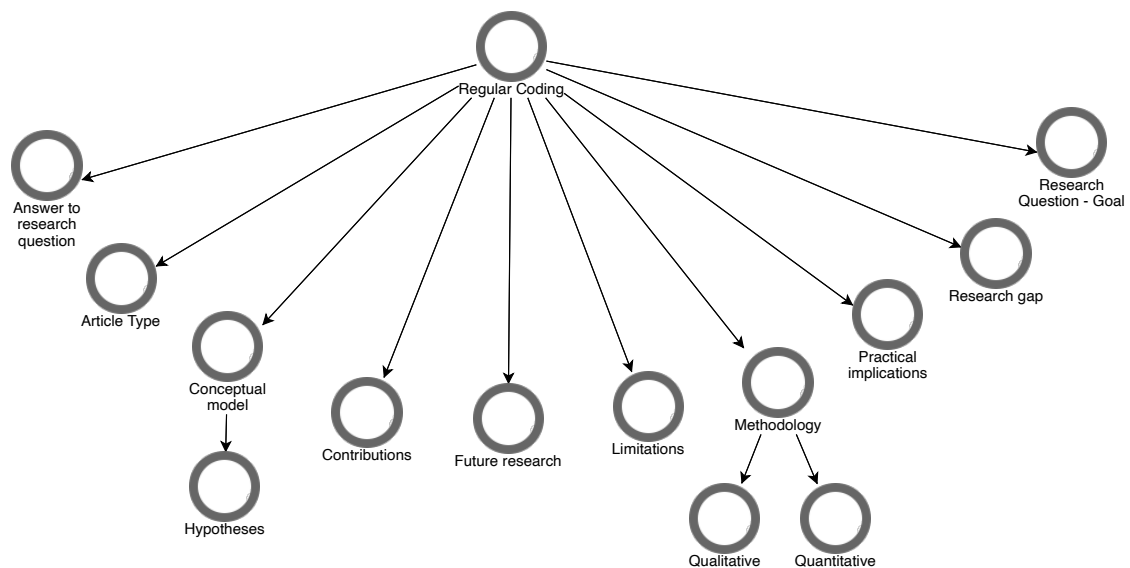 Regular Coding
Answer to
research
question
Article Type
Conceptual
model
Hypotheses
Contributions
Future research
Limitations
Methodology
Qualitative
Quantitative
Practical
implications
Research gap
Research
Question - Goal